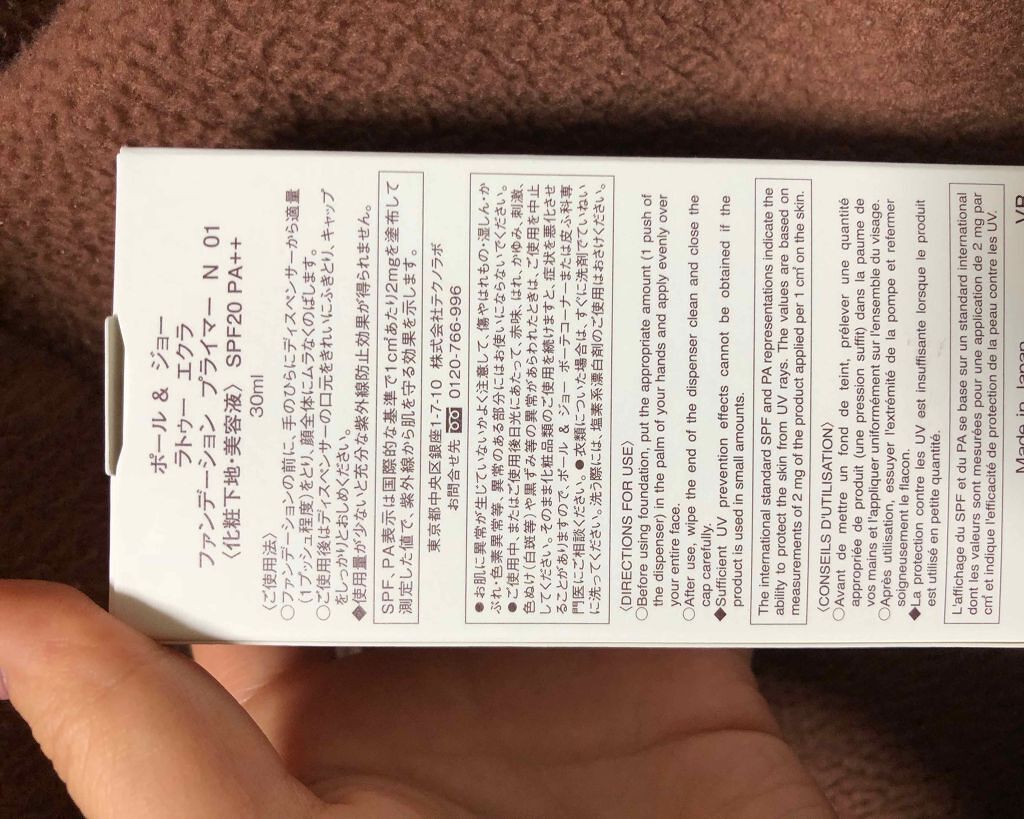 ポール & ジョー
ラトゥー エクラ
ファンデーション プライマー N 01
〈化粧下地・美容液〉 SPF20 PA++
30ml
〈ご使用法〉
○ファンデーションの前に、手のひらにディスペンサーから適量
(1プッシュ程度)をとり、顔全体にムラなくのばします。
○ご使用後はディスペンサーの口元をきれいにふきとり、キャップ
をしっかりとおしめください。
◆使用量が少ないと充分な紫外線防止効果が得られません。
SPF、PA表示は国際的な基準で1c㎡あたり2mgを塗布して
測定した値で、紫外線から肌を守る効果を示します。
東京都中央区銀座1-7-10 株式会社テクノラボ
お問合せ先 0120-766-996
●お肌に異常が生じていないかよく注意して、傷やはれもの・湿しん・か
ぶれ・色素異常等、異常のある部分にはお使いにならないでください。
●ご使用中、またはご使用後日光にあたって、赤味、はれ、かゆみ、刺激、
色ぬけ(白斑等)や黒ずみ等の異常があらわれたときは、ご使用を中止
してください。そのまま化粧品類のご使用を続けますと、症状を悪化させ
ることがありますので、ポール & ジョー ボーテコーナーまたは皮ふ科専
門医にご相談ください。●衣類についた場合は、すぐに洗剤でていねい
に洗ってください。洗う際には、塩素系漂白剤のご使用はおさけください。
〈DIRECTIONS FOR USE〉
○Before using foundation, put the appropriate amount (1 push of
the dispenser) in the palm of your hands and apply evenly over
your entire face.
○After use, wipe the end of the dispenser clean and close the
cap carefully.
◆Sufficient UV prevention effects cannot be obtained if the
product is used in small amounts.
The international standard SPF and PA representations indicate the
ability to protect the skin from UV rays. The values are based on
measurements of 2 mg of the product applied per 1 c㎡ on the skin.
〈CONSEILS D'UTILISATION〉
○Avant de mettre un fond de teint, prélever une quantité
appropriée de produit (une pression suffit) dans la paume de
vos mains et l'appliquer uniformément sur l'ensemble du visage.
○Après utilisation, essuyer l'extrémité de la pompe et refermer
soigneusement le flacon.
◆La protection contre les UV est insuffisante lorsque le produit
est utilisé en petite quantité.
L'affichage du SPF et du PA se base sur un standard international
dont les valeurs sont mesurées pour une application de 2 mg par
c㎡ et indique l'efficacité de protection de la peau contre les UV.
Made in Japan VB